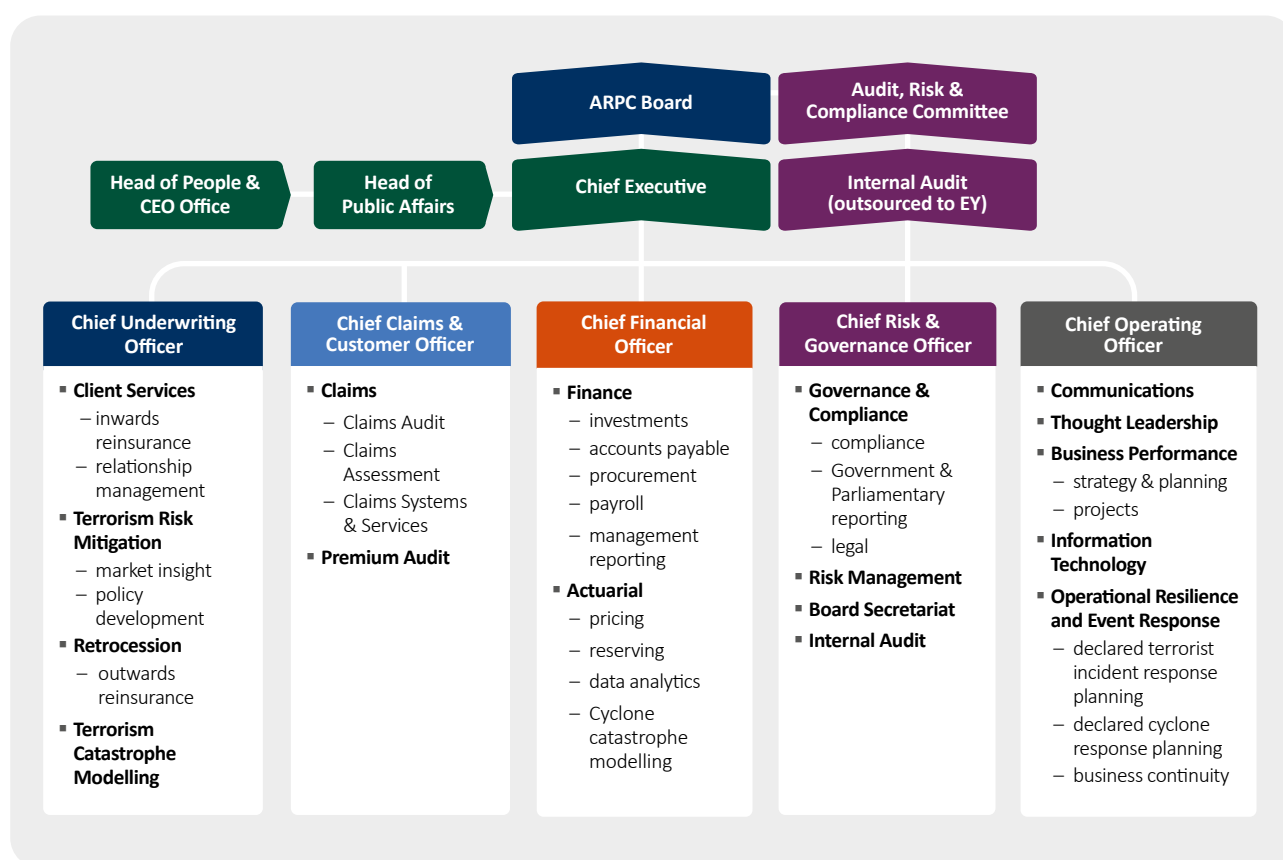 ARPC Board
Audit, Risk &
Compliance Committee
Head of People &
CEO Office
Head of
Public Affairs
Chief Executive
Internal Audit
(outsourced to EY)
Chief Underwriting
Officer
▪ Client Services
– inwards
reinsurance
– relationship
management
▪ Terrorism Risk
Mitigation
– market insight
– policy
development
▪ Retrocession
– outwards
reinsurance
▪ Terrorism
Catastrophe
Modelling
Chief Claims &
Customer Officer
▪ Claims
– Claims Audit
– Claims
Assessment
– Claims Systems
& Services
▪ Premium Audit
Chief Financial
Officer
▪ Finance
– investments
– accounts payable
– procurement
– payroll
– management
reporting
▪ Actuarial
– pricing
– reserving
– data analytics
– Cyclone
catastrophe
modelling
Chief Risk &
Governance Officer
▪ Governance &
Compliance
– compliance
– Government &
Parliamentary
reporting
– legal
▪ Risk Management
▪ Board Secretariat
▪ Internal Audit
Chief Operating
Officer
▪ Communications
▪ Thought Leadership
▪ Business Performance
– strategy & planning
– projects
▪ Information
Technology
▪ Operational Resilience
and Event Response
– declared terrorist
incident response
planning
– declared cyclone
response planning
– business continuity